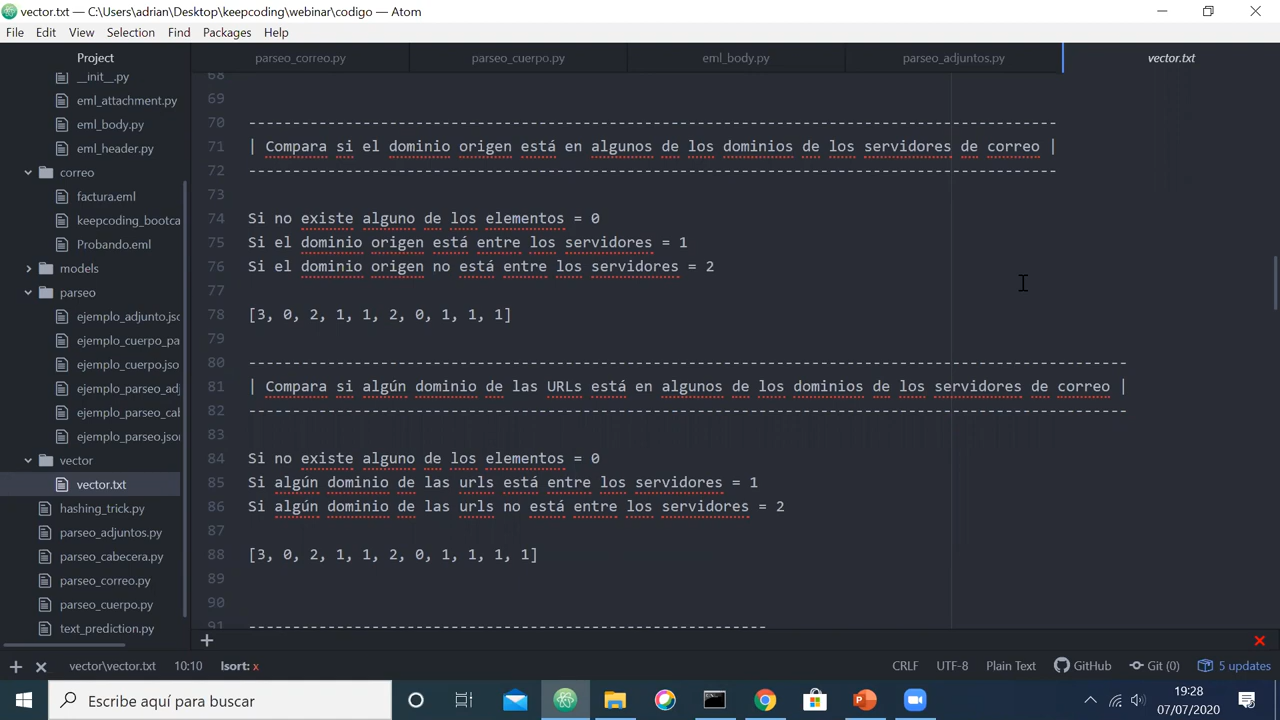 vector.txt — C:\Users\adrian\Desktop\keepcoding\webinar\codigo — Atom
File Edit View Selection Find Packages Help
Project
parseo_correo.py parseo_cuerpo.py eml_body.py parseo_adjuntos.py vector.txt
__init__.py
eml_attachment.py
eml_body.py
eml_header.py
correo
factura.eml
keepcoding_bootca
Probando.eml
models
parseo
ejemplo_adjunto.jsc
ejemplo_cuerpo_pa
ejemplo_cuerpo.jso
ejemplo_parseo_adj
ejemplo_parseo_cab
ejemplo_parseo.json
vector
vector.txt
hashing_trick.py
parseo_adjuntos.py
parseo_cabecera.py
parseo_correo.py
parseo_cuerpo.py
text_prediction.py
68
69
70 --------------------------------------------------------------------------------------------
71 | Compara si el dominio origen está en algunos de los dominios de los servidores de correo |
72 --------------------------------------------------------------------------------------------
73
74 Si no existe alguno de los elementos = 0
75 Si el dominio origen está entre los servidores = 1
76 Si el dominio origen no está entre los servidores = 2
77
78 [3, 0, 2, 1, 1, 2, 0, 1, 1, 1]
79
80 ----------------------------------------------------------------------------------------------------
81 | Compara si algún dominio de las URLs está en algunos de los dominios de los servidores de correo |
82 ----------------------------------------------------------------------------------------------------
83
84 Si no existe alguno de los elementos = 0
85 Si algún dominio de las urls está entre los servidores = 1
86 Si algún dominio de las urls no está entre los servidores = 2
87
88 [3, 0, 2, 1, 1, 2, 0, 1, 1, 1, 1]
89
90
91 -----------------------------------------------------------
vector\vector.txt 10:10 Isort: x CRLF UTF-8 Plain Text GitHub Git (0) 5 updates
Escribe aquí para buscar
19:28
07/07/2020